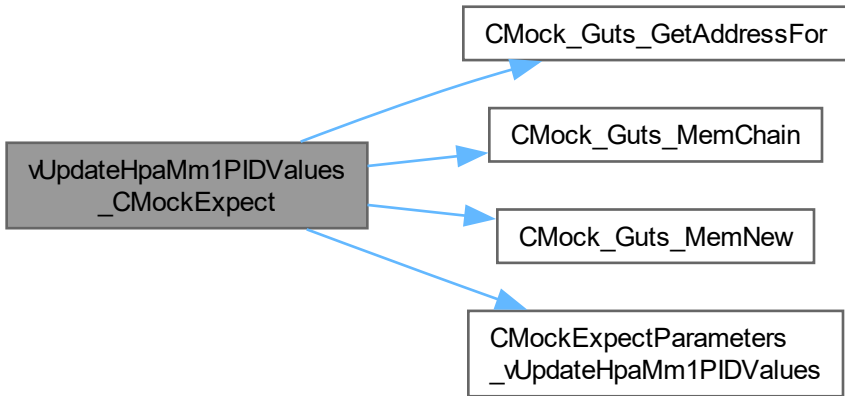 CMock_Guts_GetAddressFor
CMock_Guts_MemChain
vUpdateHpaMm1PIDValues
_CMockExpect
CMock_Guts_MemNew
CMockExpectParameters
_vUpdateHpaMm1PIDValues